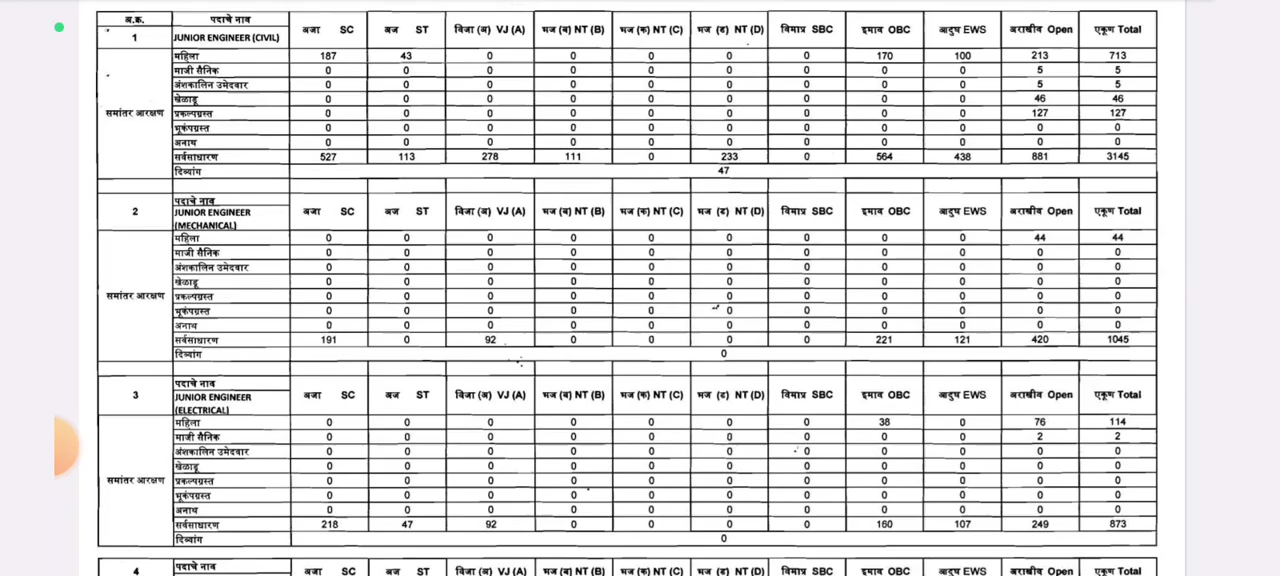 अ.क्र. पदाचे नाव अजा SC अज ST विजा (अ) VJ (A) भज (ब) NT (B) भज (क) NT (C) भज (ड) NT (D) विमाप्र SBC इमाव OBC आदुघ EWS अराखीव Open एकूण Total
1 JUNIOR ENGINEER (CIVIL)
महिला 187 43 0 0 0 0 0 170 100 213 713
माजी सैनिक 0 0 0 0 0 0 0 0 0 5 5
अंशकालिन उमेदवार 0 0 0 0 0 0 0 0 0 5 5
खेळाडू 0 0 0 0 0 0 0 0 0 46 46
समांतर आरक्षण प्रकल्पग्रस्त 0 0 0 0 0 0 0 0 0 127 127
भूकंपग्रस्त 0 0 0 0 0 0 0 0 0 0 0
अनाथ 0 0 0 0 0 0 0 0 0 0 0
सर्वसाधारण 527 113 278 111 0 233 0 564 438 881 3145
दिव्यांग 47
पदाचे नाव
2 JUNIOR ENGINEER अजा SC अज ST विजा (अ) VJ (A) भज (ब) NT (B) भज (क) NT (C) भज (ड) NT (D) विमाप्र SBC इमाव OBC आदुघ EWS अराखीव Open एकूण Total
(MECHANICAL)
महिला 0 0 0 0 0 0 0 0 0 44 44
माजी सैनिक 0 0 0 0 0 0 0 0 0 0 0
अंशकालिन उमेदवार 0 0 0 0 0 0 0 0 0 0 0
खेळाडू 0 0 0 0 0 0 0 0 0 0 0
समांतर आरक्षण प्रकल्पग्रस्त 0 0 0 0 0 0 0 0 0 0 0
भूकंपग्रस्त 0 0 0 0 0 0 0 0 0 0 0
अनाथ 0 0 0 0 0 0 0 0 0 0 0
सर्वसाधारण 191 0 92 0 0 0 0 221 121 420 1045
दिव्यांग 0
पदाचे नाव
3 JUNIOR ENGINEER अजा SC अज ST विजा (अ) VJ (A) भज (ब) NT (B) भज (क) NT (C) भज (ड) NT (D) विमाप्र SBC इमाव OBC आदुघ EWS अराखीव Open एकूण Total
(ELECTRICAL)
महिला 0 0 0 0 0 0 0 38 0 76 114
माजी सैनिक 0 0 0 0 0 0 0 0 0 2 2
अंशकालिन उमेदवार 0 0 0 0 0 0 0 0 0 0 0
खेळाडू 0 0 0 0 0 0 0 0 0 0 0
समांतर आरक्षण प्रकल्पग्रस्त 0 0 0 0 0 0 0 0 0 0 0
भूकंपग्रस्त 0 0 0 0 0 0 0 0 0 0 0
अनाथ 0 0 0 0 0 0 0 0 0 0 0
सर्वसाधारण 218 47 92 0 0 0 0 160 107 249 873
दिव्यांग 0
पदाचे नाव
4 अजा SC अज ST विजा (अ) VJ (A) भज (ब) NT (B) भज (क) NT (C) भज (ड) NT (D) विमाप्र SBC इमाव OBC आदुघ EWS अराखीव Open एकूण Total